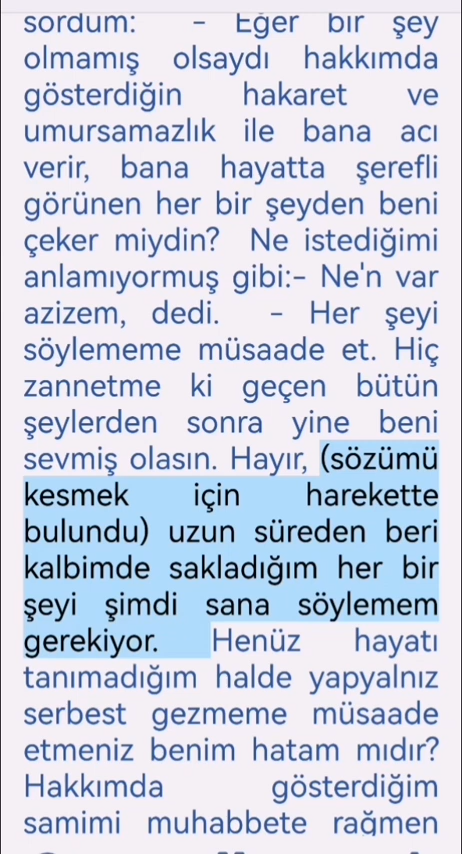 sordum: - Eğer bir şey
olmamış olsaydı hakkımda
gösterdiğin hakaret ve
umursamazlık ile bana acı
verir, bana hayatta şerefli
görünen her bir şeyden beni
çeker miydin? Ne istediğimi
anlamıyormuş gibi:- Ne'n var
azizem, dedi. - Her şeyi
söylememe müsaade et. Hiç
zannetme ki geçen bütün
şeylerden sonra yine beni
sevmiş olasın. Hayır, (sözümü
kesmek için harekette
bulundu) uzun süreden beri
kalbimde sakladığım her bir
şeyi şimdi sana söylemem
gerekiyor. Henüz hayatı
tanımadığım halde yapyalnız
serbest gezmeme müsaade
etmeniz benim hatam mıdır?
Hakkımda gösterdiğim
samimi muhabbete rağmen